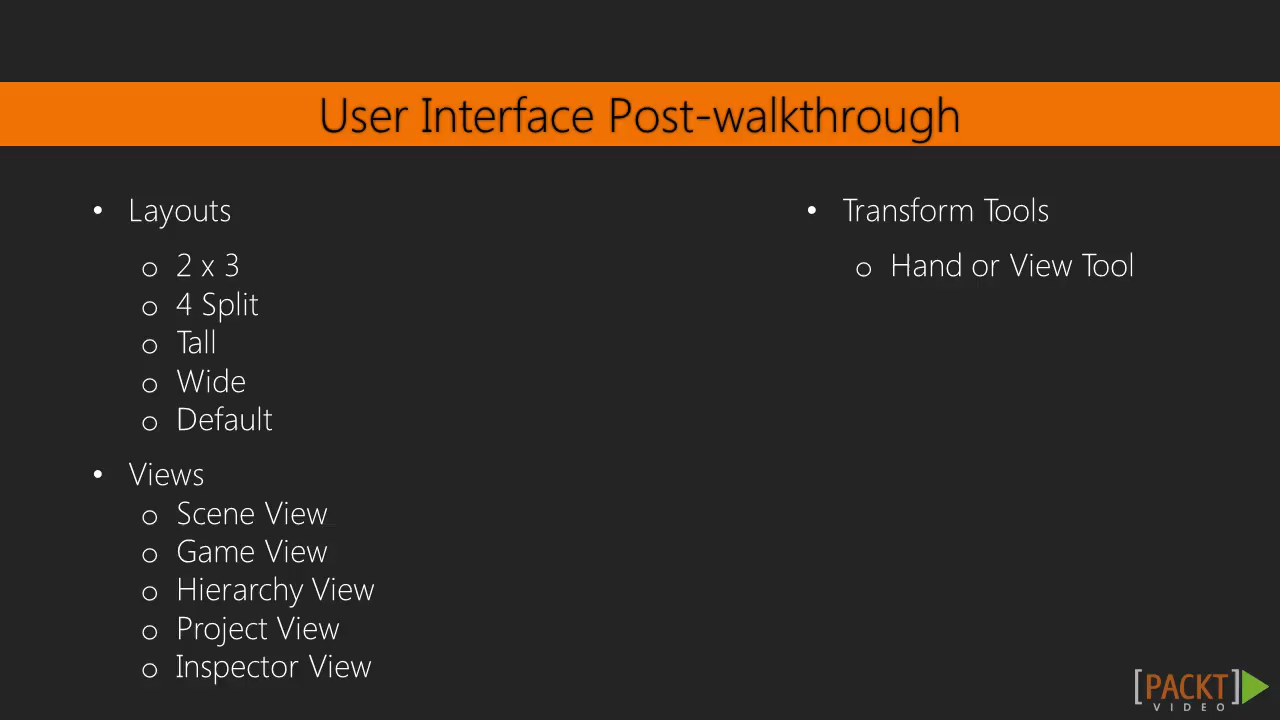 User Interface Post-walkthrough
• Layouts
o 2 x 3
o 4 Split
o Tall
o Wide
o Default
• Views
o Scene View
o Game View
o Hierarchy View
o Project View
o Inspector View
• Transform Tools
o Hand or View Tool
[PACKT]
VIDEO